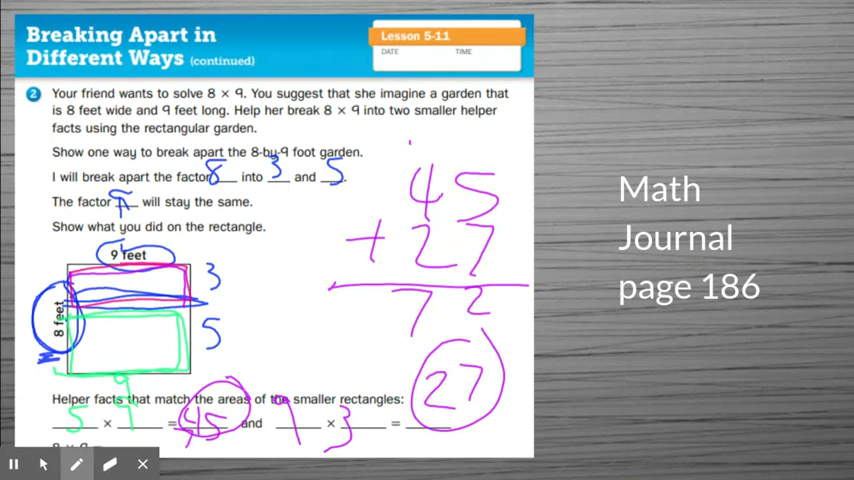 Breaking Apart in
Different Ways (continued)
Lesson 5-11
DATE TIME
2 Your friend wants to solve 8 × 9. You suggest that she imagine a garden that
is 8 feet wide and 9 feet long. Help her break 8 × 9 into two smaller helper
facts using the rectangular garden.
Show one way to break apart the 8-by-9 foot garden.
I will break apart the factor 8 into 3 and 5.
The factor 9 will stay the same.
Show what you did on the rectangle.
9 feet
8 feet
3
5
9
Helper facts that match the areas of the smaller rectangles:
5 × 9 = 45 and 9 × 3 = 27
45
+ 27
72
Math
Journal
page 186